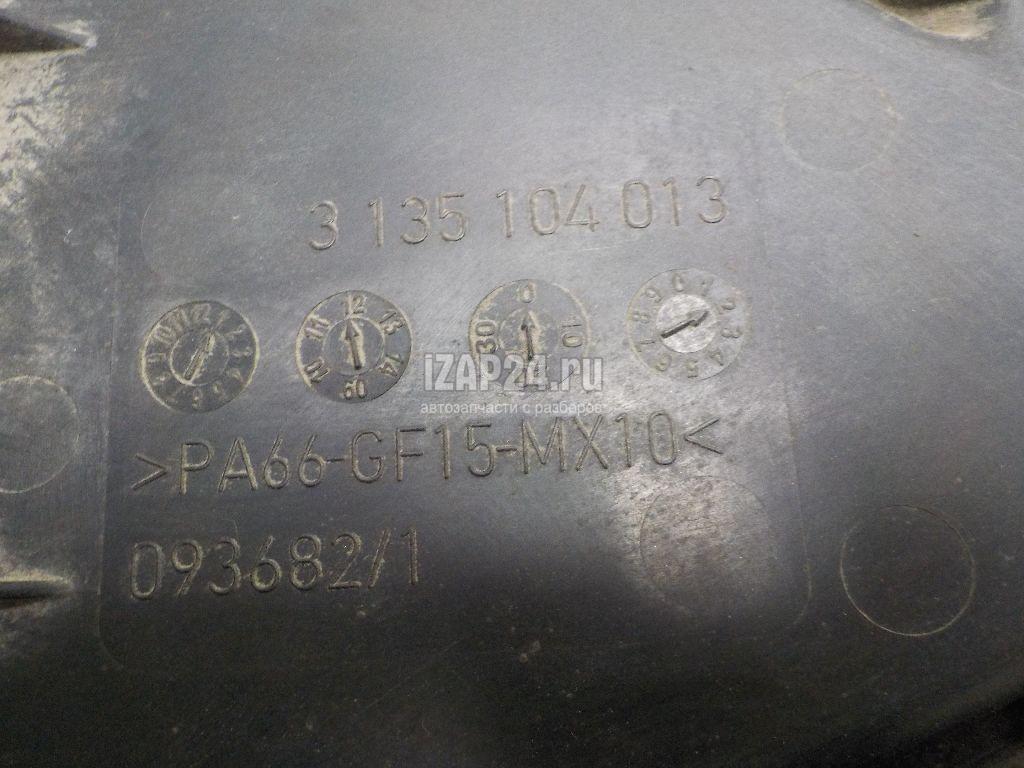 3 135 104 013
iZAP24.ru
автозапчасти с разборов
>PA66-GF15-MX10<
093682/1